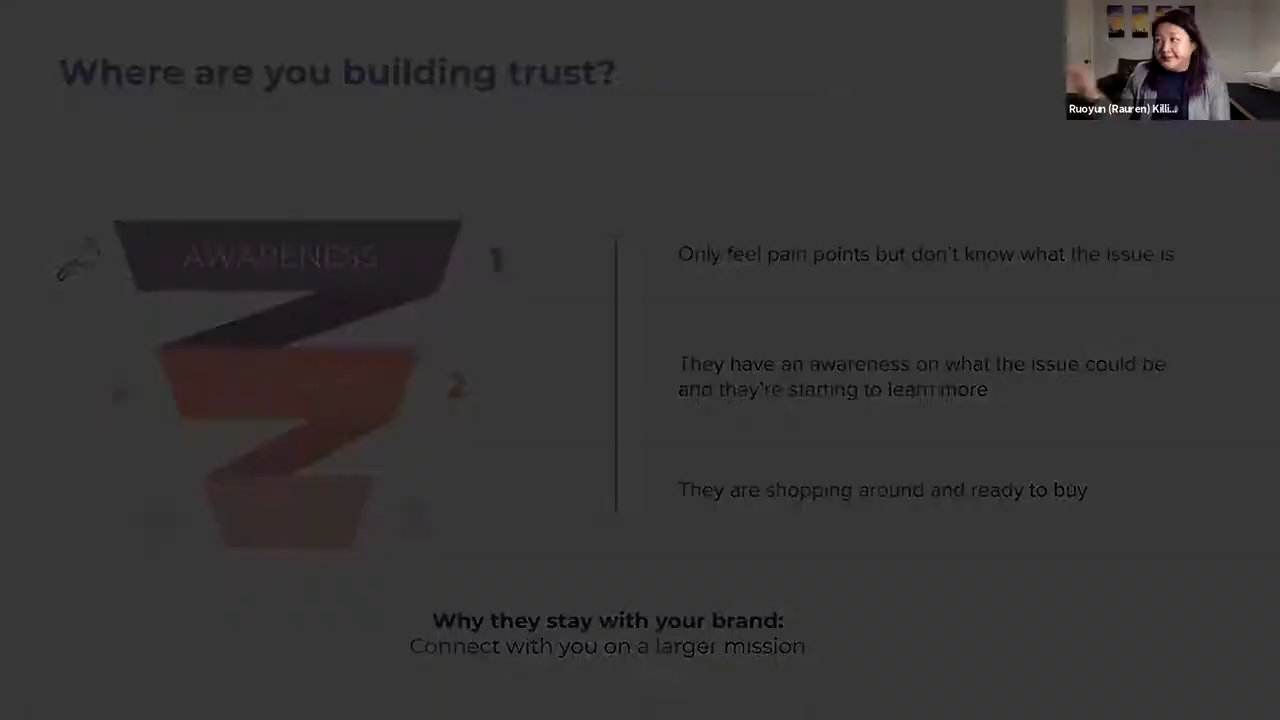 Where are you building trust?
Ruoyun (Rauren) Killi...
AWARENESS
1
Only feel pain points but don't know what the issue is
2
They have an awareness on what the issue could be
and they're starting to learn more
They are shopping around and ready to buy
Why they stay with your brand:
Connect with you on a larger mission